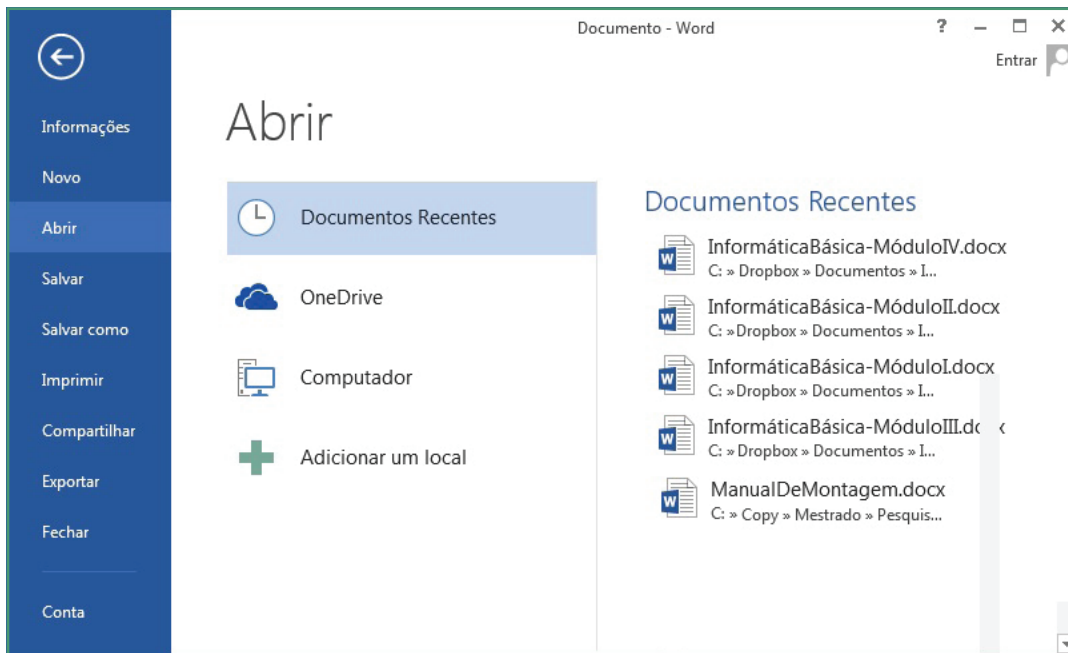 Documento - Word
?
Entrar
Informações
Novo
Abrir
Salvar
Salvar como
Imprimir
Compartilhar
Exportar
Fechar
Conta
Abrir
Documentos Recentes
OneDrive
Computador
Adicionar um local
Documentos Recentes
InformáticaBásica-MóduloIV.docx
C: » Dropbox » Documentos » I...
InformáticaBásica-MóduloII.docx
C: »Dropbox » Documentos » I...
InformáticaBásica-MóduloI.docx
C: »Dropbox » Documentos » I...
InformáticaBásica-MóduloIII.docx
C: » Dropbox » Documentos » I...
ManualDeMontagem.docx
C: » Copy » Mestrado » Pesquis...